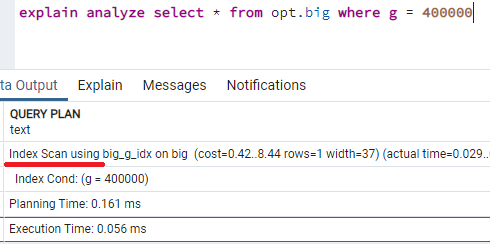 explain analyze select * from opt.big where g = 400000
ta Output Explain Messages Notifications
QUERY PLAN
text
Index Scan using big_g_idx on big (cost=0.42..8.44 rows=1 width=37) (actual time=0.029..
Index Cond: (g = 400000)
Planning Time: 0.161 ms
Execution Time: 0.056 ms